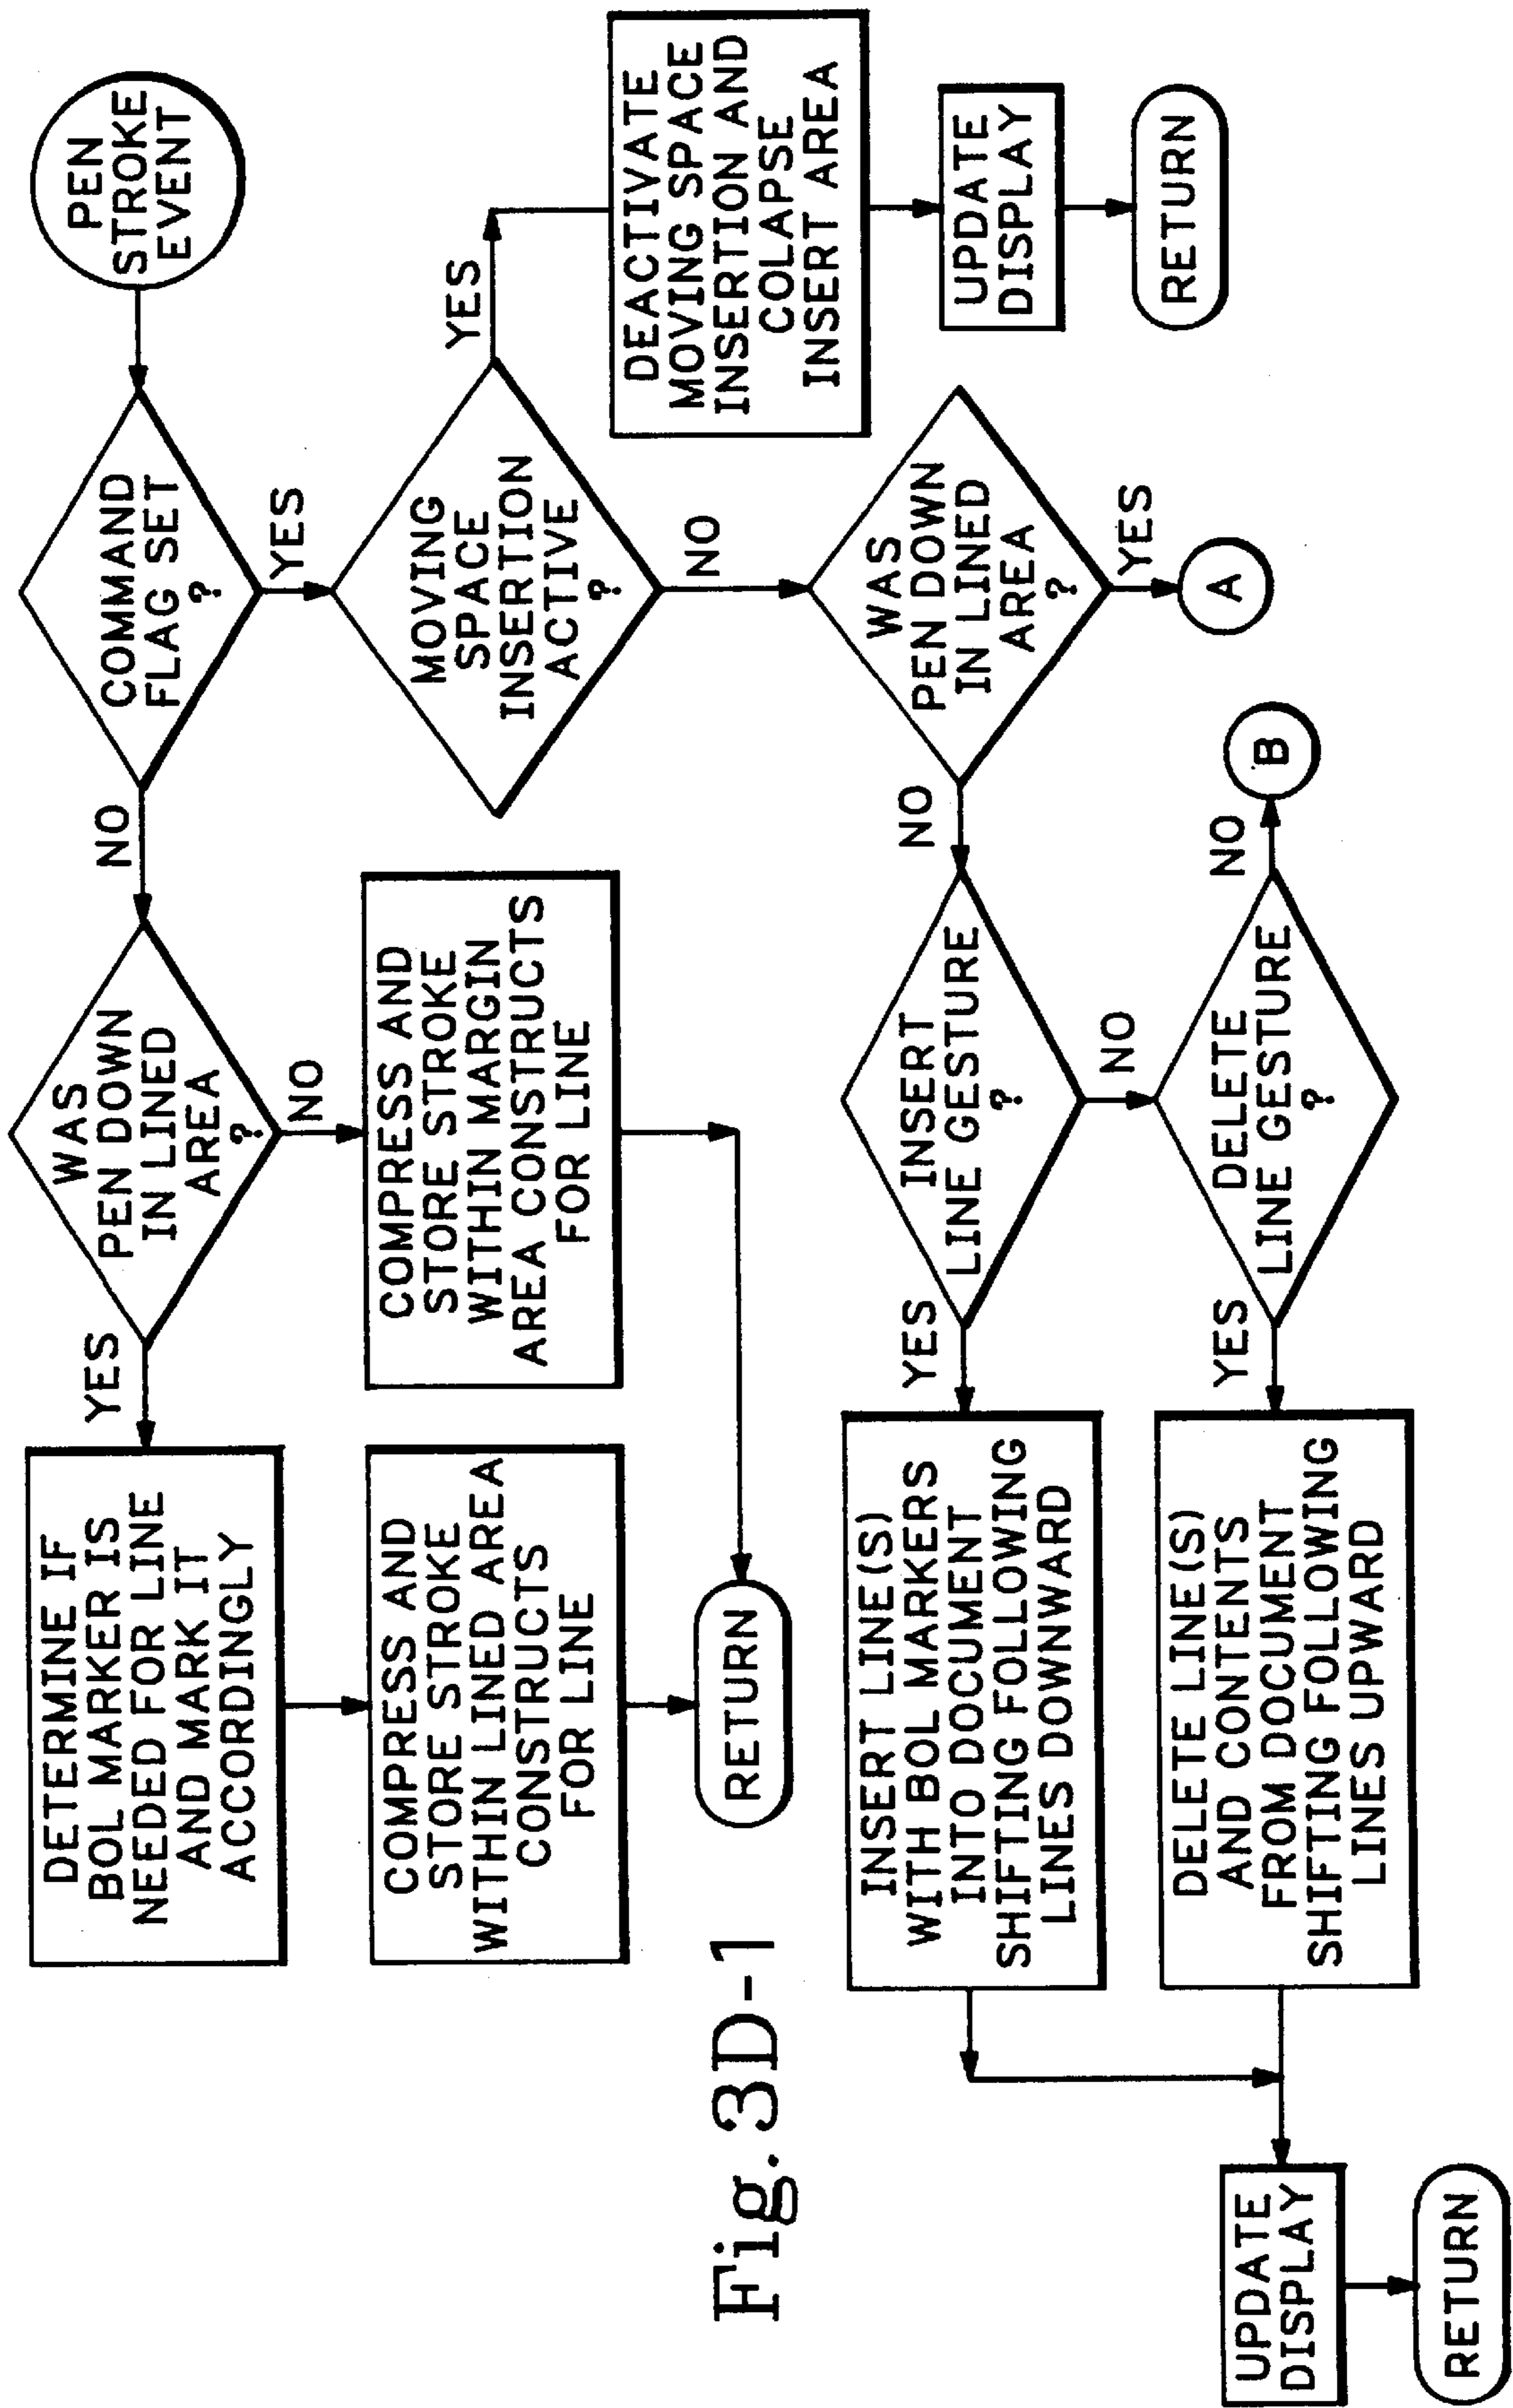 PEN
STROKE
EVENT
COMMAND
FLAG SET
?
NO
YES
WAS
PEN DOWN
IN LINED
AREA
?
YES
NO
DETERMINE IF
BOL MARKER IS
NEEDED FOR LINE
AND MARK IT
ACCORDINGLY
COMPRESS AND
STORE STROKE
WITHIN LINED AREA
CONSTRUCTS
FOR LINE
COMPRESS AND
STORE STROKE
WITHIN MARGIN
AREA CONSTRUCTS
FOR LINE
RETURN
MOVING
SPACE
INSERTION
ACTIVE
?
YES
NO
DEACTIVATE
MOVING SPACE
INSERTION AND
COLAPSE
INSERT AREA
UPDATE
DISPLAY
RETURN
WAS
PEN DOWN
IN LINED
AREA
?
NO
YES
A
INSERT
LINE GESTURE
?
YES
NO
INSERT LINE(S)
WITH BOL MARKERS
INTO DOCUMENT
SHIFTING FOLLOWING
LINES DOWNWARD
DELETE
LINE GESTURE
?
NO
B
YES
DELETE LINE(S)
AND CONTENTS
FROM DOCUMENT
SHIFTING FOLLOWING
LINES UPWARD
UPDATE
DISPLAY
RETURN
Fig. 3D-1